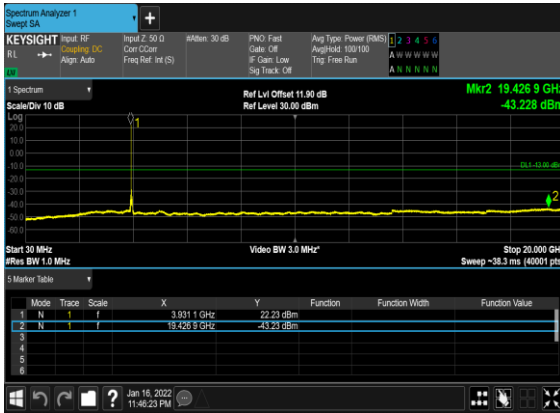 Spectrum Analyzer 1
Swept SA
+
KEYSIGHT Input: RF Input Z: 50 Ω #Atten: 30 dB PNO: Fast Avg Type: Power (RMS) 1 2 3 4 5 6
RL Coupling: DC Corr CCorr Gate: Off Avg|Hold: 100/100 A W W W W W
Align: Auto Freq Ref: Int (S) IF Gain: Low Trig: Free Run
Sig Track: Off A N N N N N
1 Spectrum
Ref Lvl Offset 11.90 dB Mkr2 19.426 9 GHz
Scale/Div 10 dB Ref Level 30.00 dBm -43.228 dBm
Log
20.0
10.0
0.00
-10.0
-20.0
-30.0
-40.0
-50.0
-60.0
1
DL1 -13.00 dBm
2
Start 30 MHz Video BW 3.0 MHz* Stop 20.000 GHz
#Res BW 1.0 MHz Sweep ~38.3 ms (40001 pts)
5 Marker Table
Mode Trace Scale X Y Function Function Width Function Value
1 N 1 f 3.931 1 GHz 22.23 dBm
2 N 1 f 19.426 9 GHz -43.23 dBm
3
4
5
6
? Jan 16, 2022
11:46:23 PM